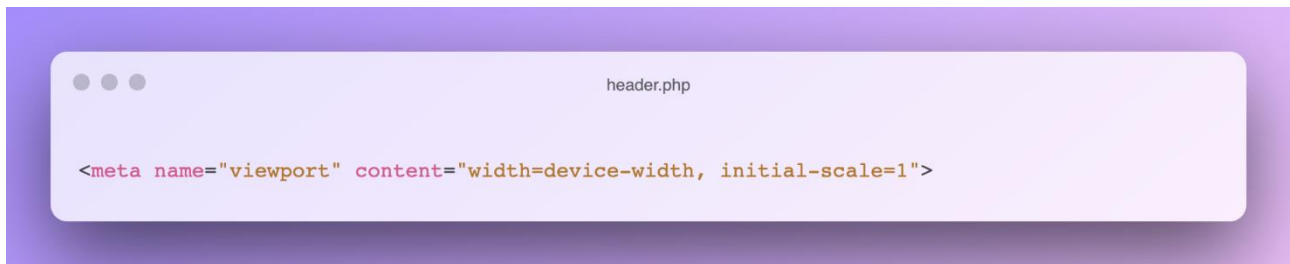 header.php
<meta name="viewport" content="width=device-width, initial-scale=1">